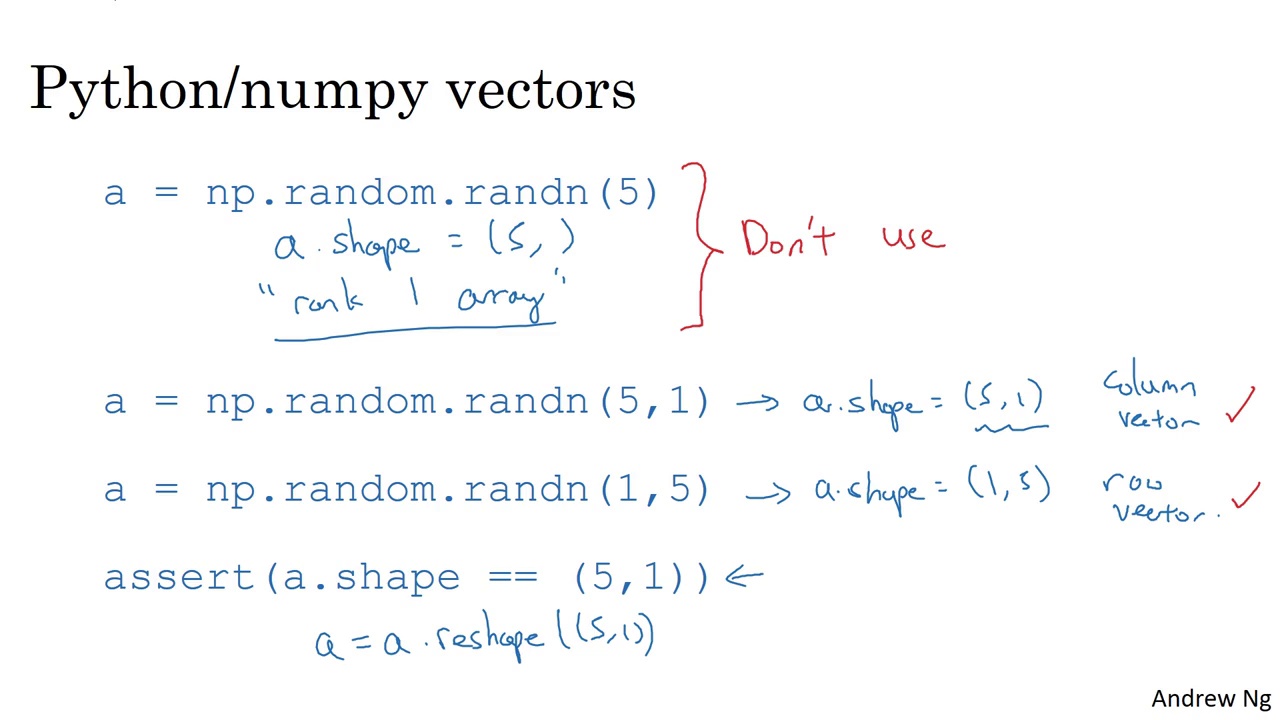 Python/numpy vectors
a = np.random.randn(5)
a.shape = (5, )
"rank 1 array"
Don't use
a = np.random.randn(5,1) → a.shape = (5,1) column vector ✓
a = np.random.randn(1,5) → a.shape = (1,5) row vector. ✓
assert(a.shape == (5,1)) ←
a = a.reshape((5,1))
Andrew Ng